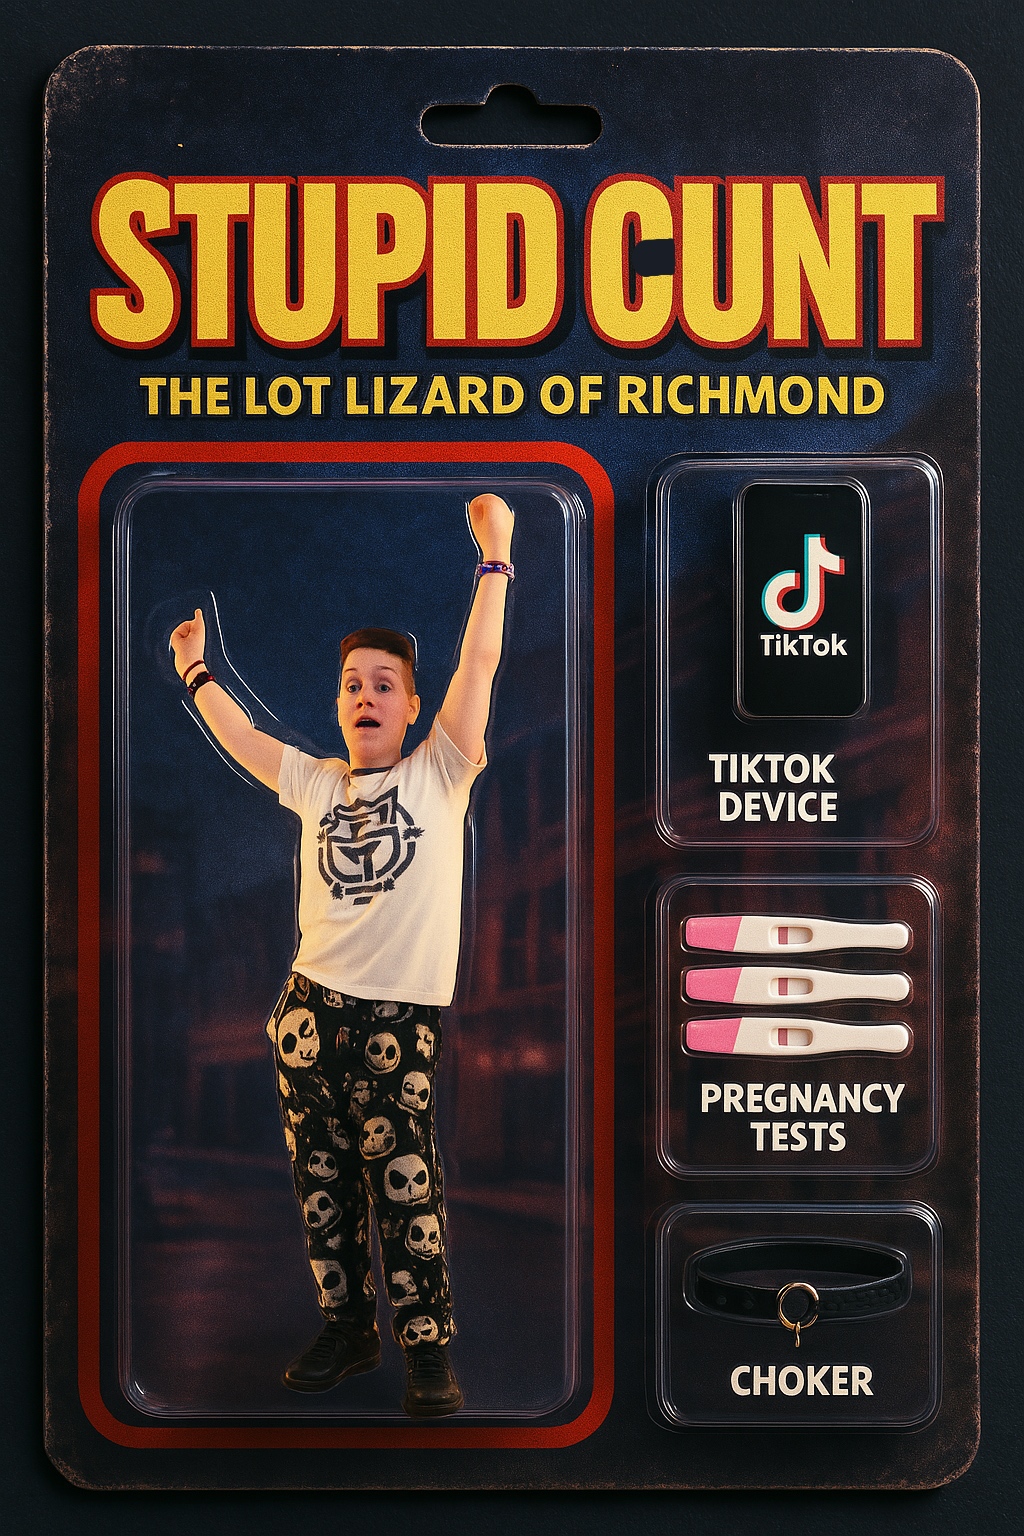 STUPID CUNT
THE LOT LIZARD OF RICHMOND
TikTok
TIKTOK
DEVICE
PREGNANCY
TESTS
CHOKER